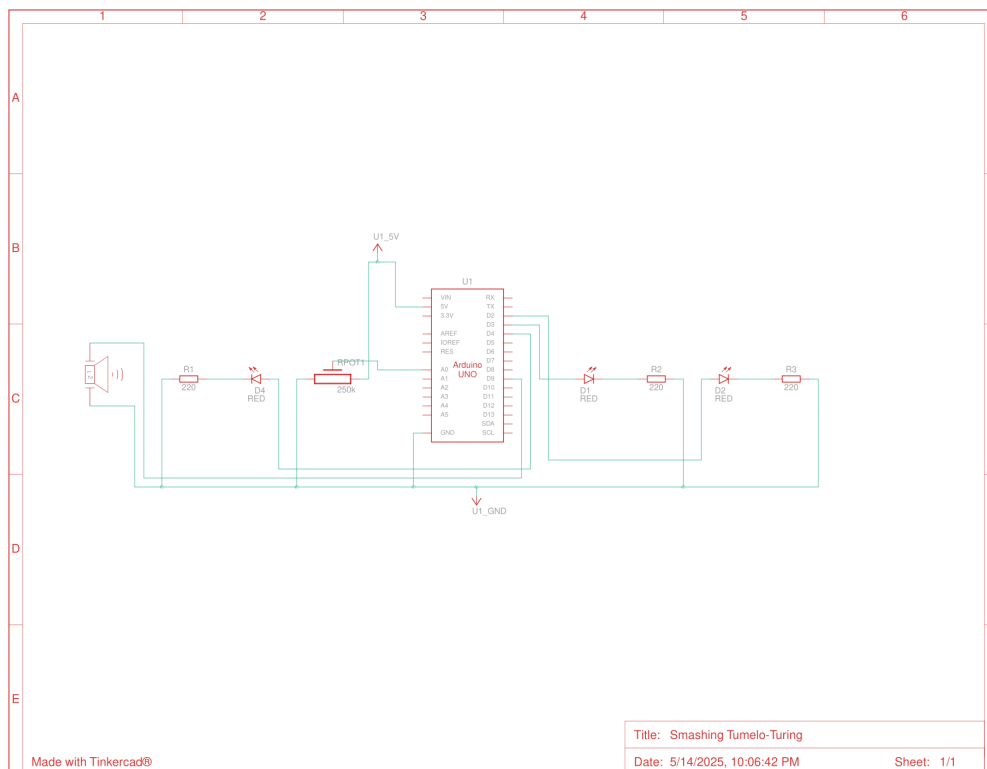 1 2 3 4 5 6
A
B
C
D
E
U1_5V
U1
VIN RX
5V TX
3.3V D2
D3
AREF D4
IOREF D5
RES D6
D7
A0 D8
A1 D9
A2 D10
A3 D11
A4 D12
A5 D13
SDA
GND SCL
Arduino
UNO
R1
220
D4
RED
RPOT1
250k
D1
RED
R2
220
D2
RED
R3
220
U1_GND
Title: Smashing Tumelo-Turing
Made with Tinkercad®
Date: 5/14/2025, 10:06:42 PM Sheet: 1/1